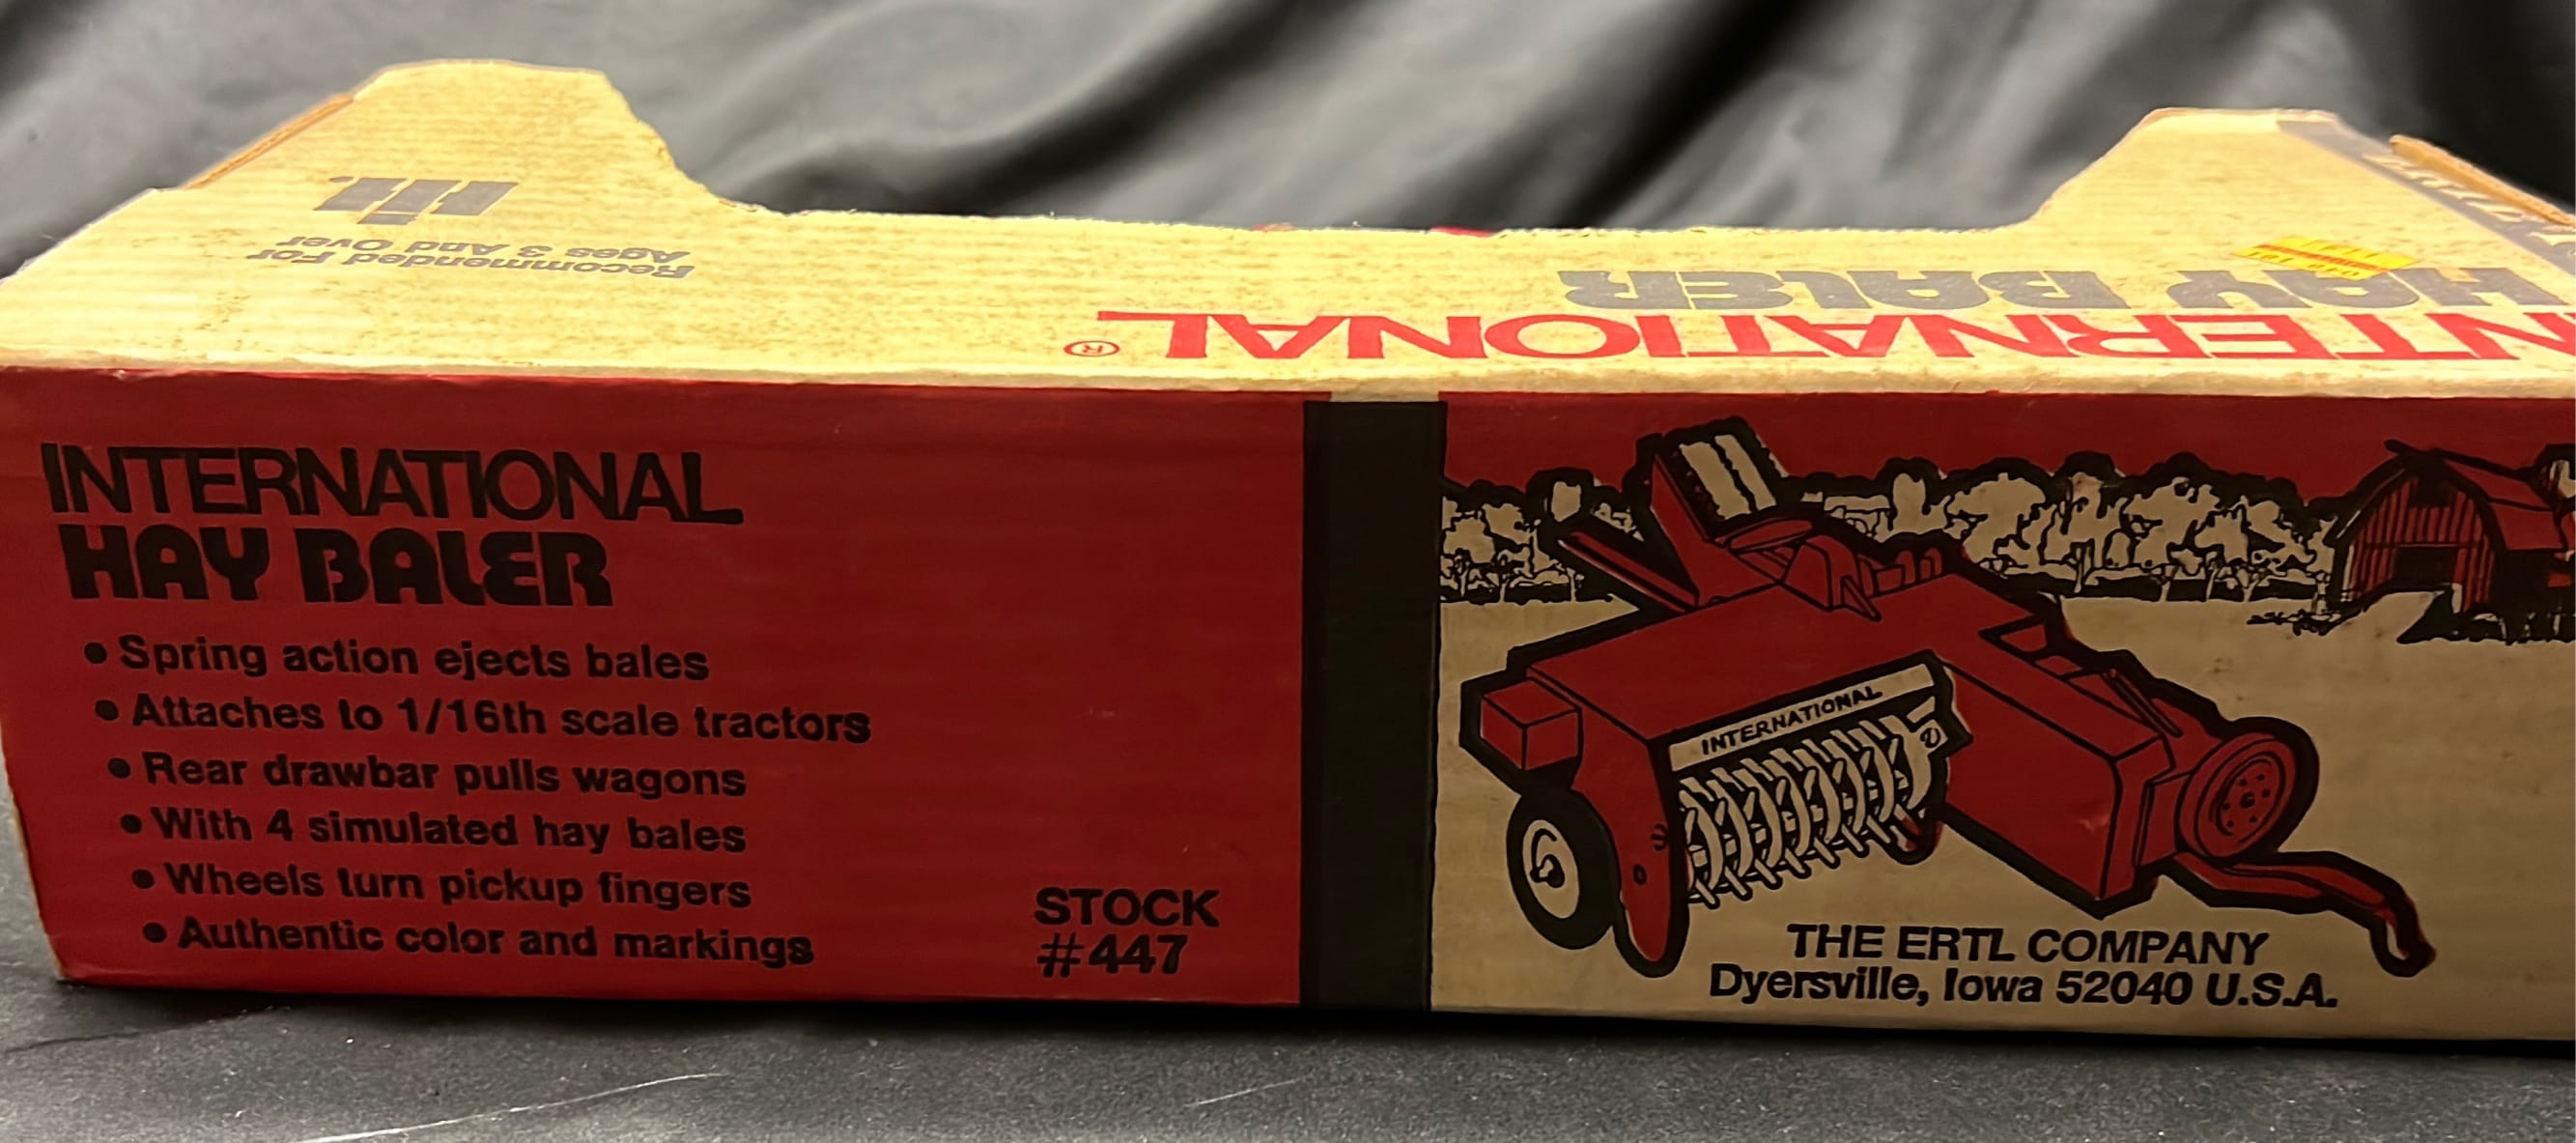 Recommended For
Ages 3 And Over
INTERNATIONAL®
HAY BALER
INTERNATIONAL
HAY BALER
• Spring action ejects bales
• Attaches to 1/16th scale tractors
• Rear drawbar pulls wagons
• With 4 simulated hay bales
• Wheels turn pickup fingers
• Authentic color and markings
STOCK
#447
INTERNATIONAL
THE ERTL COMPANY
Dyersville, Iowa 52040 U.S.A.